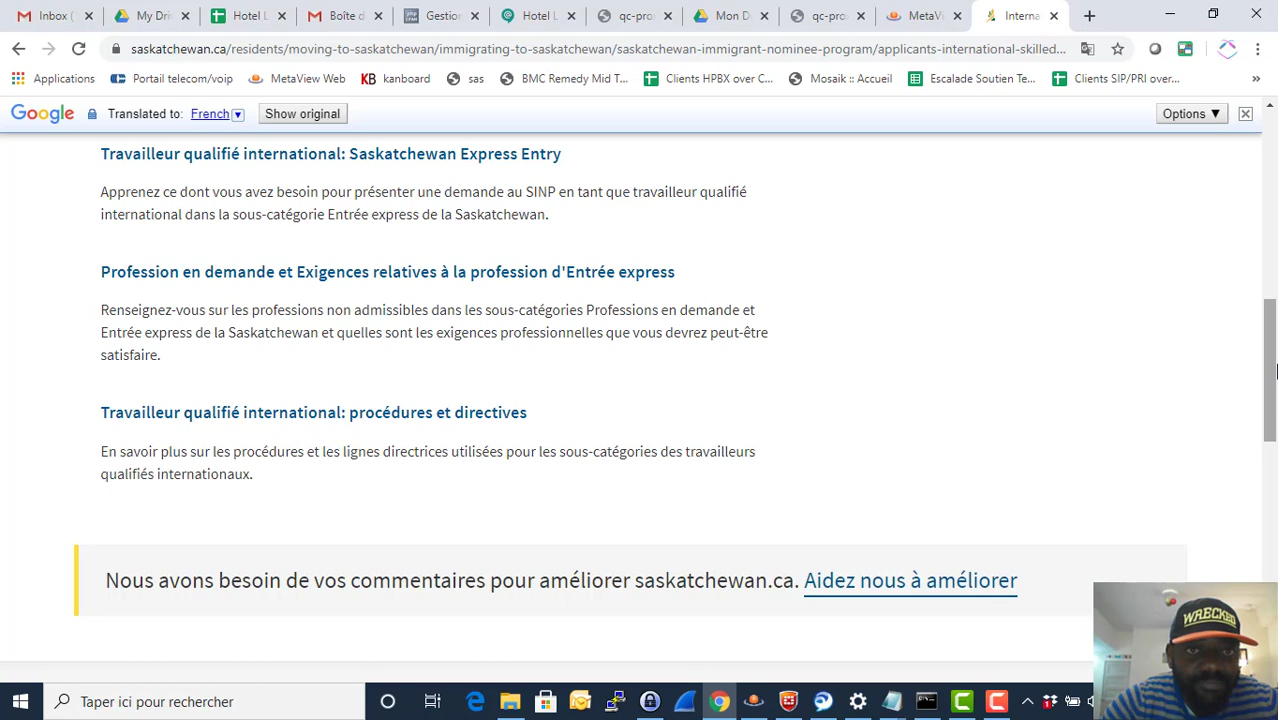 Inbox (
My Dri
Hotel L
Boîte d
Gestion
Hotel L
qc-pro
Mon D
qc-pro
MetaVi
Interna
saskatchewan.ca/residents/moving-to-saskatchewan/immigrating-to-saskatchewan/saskatchewan-immigrant-nominee-program/applicants-international-skilled...
Applications
Portail telecom/voip
MetaView Web
KB kanboard
sas
BMC Remedy Mid T...
Clients HPBX over C...
Mosaik :: Accueil
Escalade Soutien Te...
Clients SIP/PRI over...
Google Translated to: French Show original Options ▼
Travailleur qualifié international: Saskatchewan Express Entry
Apprenez ce dont vous avez besoin pour présenter une demande au SINP en tant que travailleur qualifié
international dans la sous-catégorie Entrée express de la Saskatchewan.
Profession en demande et Exigences relatives à la profession d'Entrée express
Renseignez-vous sur les professions non admissibles dans les sous-catégories Professions en demande et
Entrée express de la Saskatchewan et quelles sont les exigences professionnelles que vous devrez peut-être
satisfaire.
Travailleur qualifié international: procédures et directives
En savoir plus sur les procédures et les lignes directrices utilisées pour les sous-catégories des travailleurs
qualifiés internationaux.
Nous avons besoin de vos commentaires pour améliorer saskatchewan.ca. Aidez nous à améliorer
WRECKED
Taper ici pour rechercher